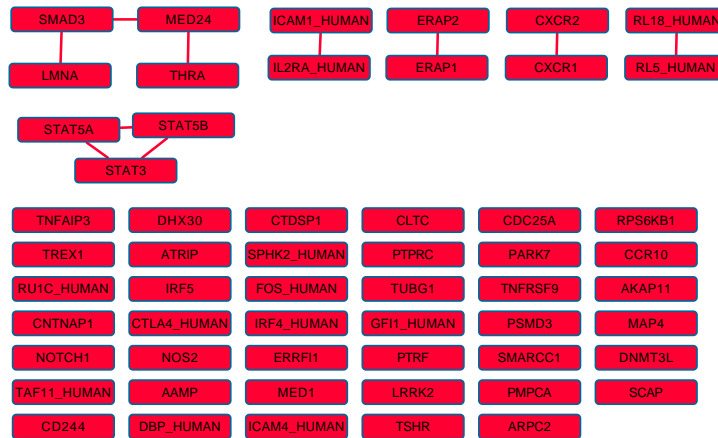 SMAD3 MED24 ICAM1_HUMAN ERAP2 CXCR2 RL18_HUMAN
LMNA THRA IL2RA_HUMAN ERAP1 CXCR1 RL5_HUMAN
STAT5A STAT5B
STAT3
TNFAIP3 DHX30 CTDSP1 CLTC CDC25A RPS6KB1
TREX1 ATRIP SPHK2_HUMAN PTPRC PARK7 CCR10
RU1C_HUMAN IRF5 FOS_HUMAN TUBG1 TNFRSF9 AKAP11
CNTNAP1 CTLA4_HUMAN IRF4_HUMAN GFI1_HUMAN PSMD3 MAP4
NOTCH1 NOS2 ERRFI1 PTRF SMARCC1 DNMT3L
TAF11_HUMAN AAMP MED1 LRRK2 PMPCA SCAP
CD244 DBP_HUMAN ICAM4_HUMAN TSHR ARPC2